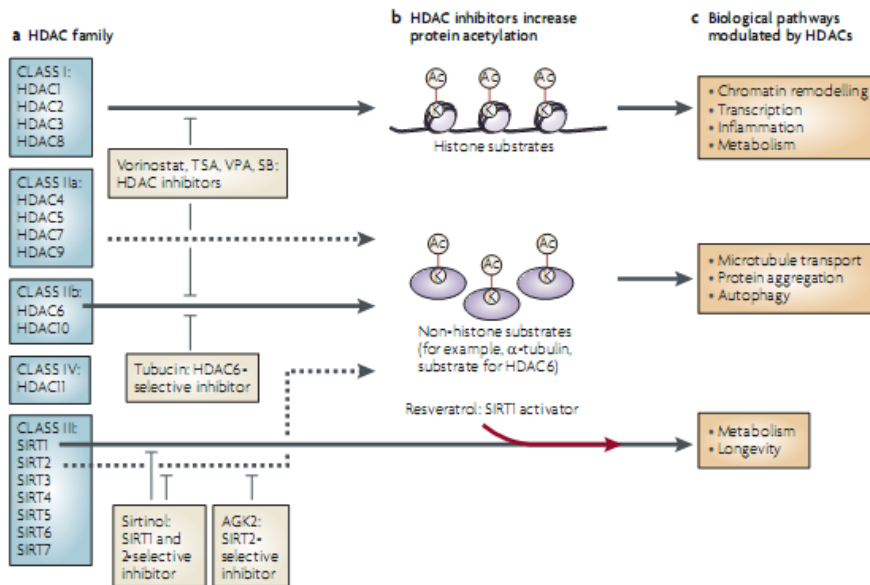 a HDAC family
CLASS I:
HDAC1
HDAC2
HDAC3
HDAC8
CLASS IIa:
HDAC4
HDAC5
HDAC7
HDAC9
CLASS IIb:
HDAC6
HDAC10
CLASS IV:
HDAC11
CLASS III:
SIRT1
SIRT2
SIRT3
SIRT4
SIRT5
SIRT6
SIRT7
Vorinostat, TSA, VPA, SB:
HDAC inhibitors
Tubucin: HDAC6-
selective inhibitor
Sirtinol:
SIRT1 and
2-selective
inhibitor
AGK2:
SIRT2-
selective
inhibitor
b HDAC inhibitors increase
protein acetylation
Ac Ac Ac
K K K
Histone substrates
Ac Ac Ac
K K K
Non-histone substrates
(for example, α-tubulin,
substrate for HDAC6)
Resveratrol: SIRT1 activator
c Biological pathways
modulated by HDACs
• Chromatin remodelling
• Transcription
• Inflammation
• Metabolism
• Microtubule transport
• Protein aggregation
• Autophagy
• Metabolism
• Longevity